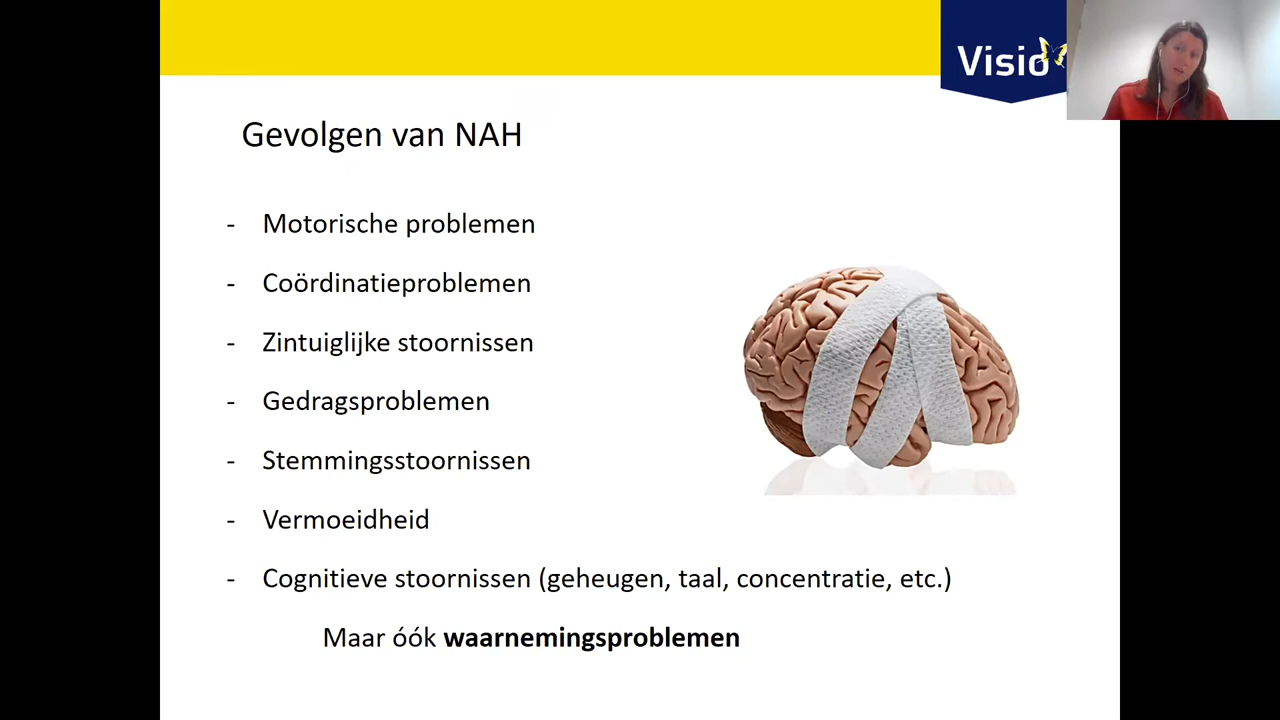 Visio
Gevolgen van NAH
- Motorische problemen
- Coördinatieproblemen
- Zintuiglijke stoornissen
- Gedragsproblemen
- Stemmingsstoornissen
- Vermoeidheid
- Cognitieve stoornissen (geheugen, taal, concentratie, etc.)
Maar óók waarnemingsproblemen